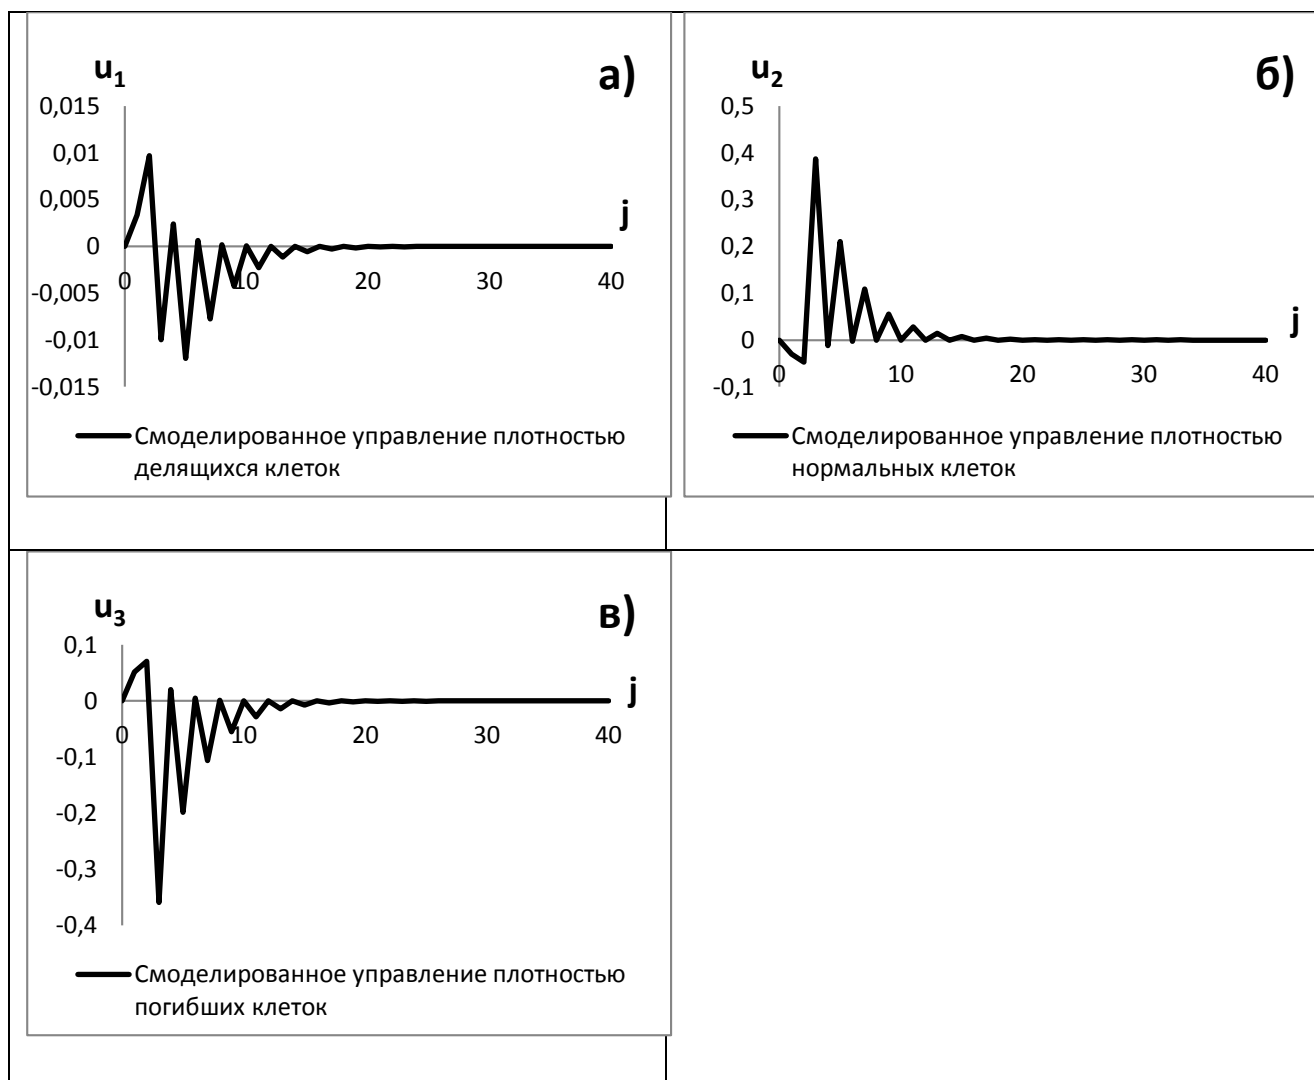 u1
а)
0,015
0,01
0,005
0
-0,005
-0,01
-0,015
0
10
20
30
40
j
Смоделированное управление плотностью
делящихся клеток
u2
б)
0,5
0,4
0,3
0,2
0,1
0
-0,1
0
10
20
30
40
j
Смоделированное управление плотностью
нормальных клеток
u3
в)
0,1
0
-0,1
-0,2
-0,3
-0,4
0
10
20
30
40
j
Смоделированное управление плотностью
погибших клеток